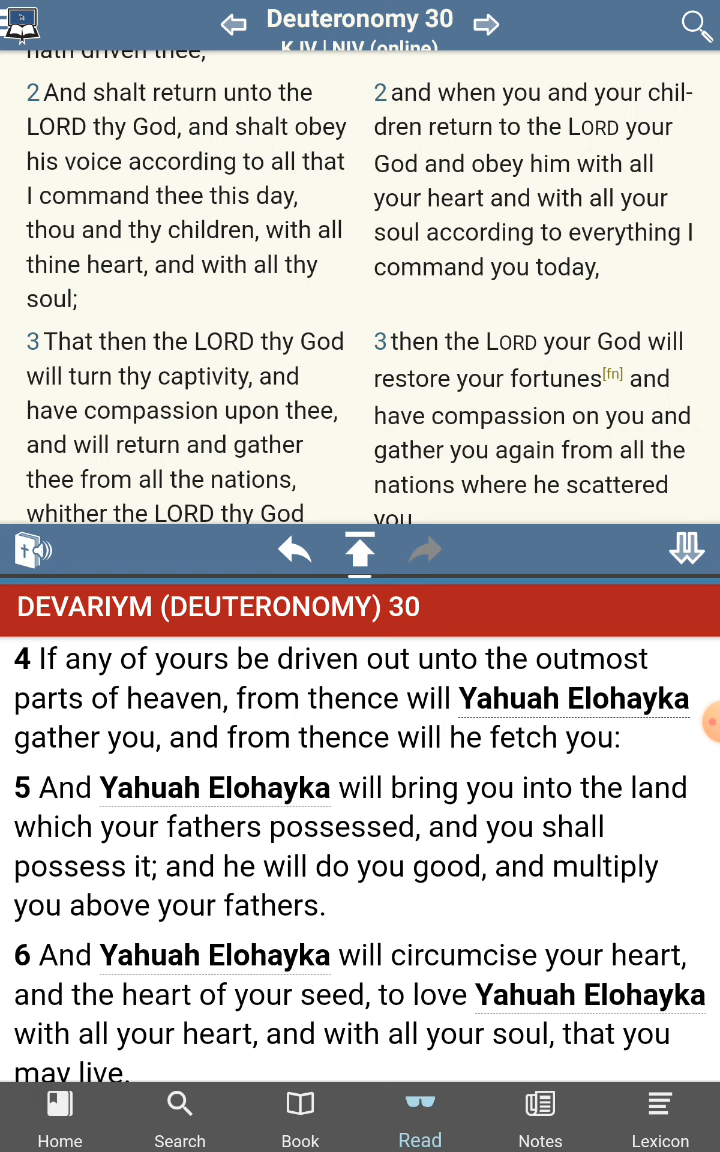 Deuteronomy 30
KJV | NIV (online)
hath driven thee,
2 And shalt return unto the
LORD thy God, and shalt obey
his voice according to all that
I command thee this day,
thou and thy children, with all
thine heart, and with all thy
soul;
3 That then the LORD thy God
will turn thy captivity, and
have compassion upon thee,
and will return and gather
thee from all the nations,
whither the LORD thy God
2 and when you and your chil-
dren return to the LORD your
God and obey him with all
your heart and with all your
soul according to everything I
command you today,
3 then the LORD your God will
restore your fortunes[fn] and
have compassion on you and
gather you again from all the
nations where he scattered
you
DEVARIYM (DEUTERONOMY) 30
4 If any of yours be driven out unto the outmost
parts of heaven, from thence will Yahuah Elohayka
gather you, and from thence will he fetch you:
5 And Yahuah Elohayka will bring you into the land
which your fathers possessed, and you shall
possess it; and he will do you good, and multiply
you above your fathers.
6 And Yahuah Elohayka will circumcise your heart,
and the heart of your seed, to love Yahuah Elohayka
with all your heart, and with all your soul, that you
may live.
Home
Search
Book
Read
Notes
Lexicon